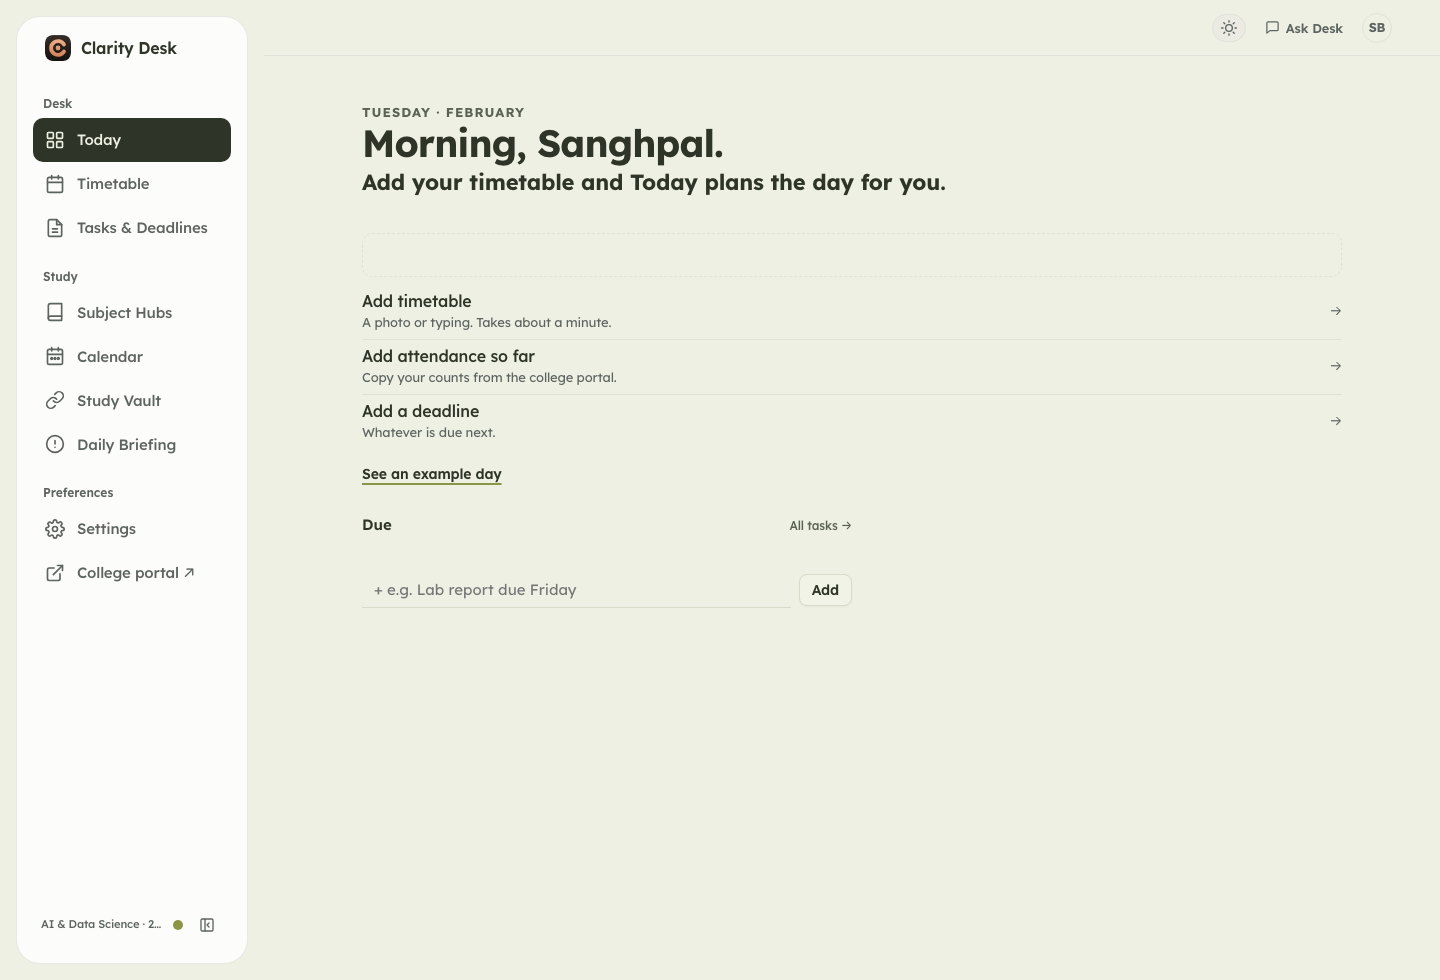 Clarity Desk
Desk
Today
Timetable
Tasks & Deadlines
Study
Subject Hubs
Calendar
Study Vault
Daily Briefing
Preferences
Settings
College portal ↗
AI & Data Science · 2...
Ask Desk
SB
TUESDAY · FEBRUARY
Morning, Sanghpal.
Add your timetable and Today plans the day for you.
Add timetable
A photo or typing. Takes about a minute.
→
Add attendance so far
Copy your counts from the college portal.
→
Add a deadline
Whatever is due next.
→
See an example day
Due
All tasks →
+ e.g. Lab report due Friday
Add